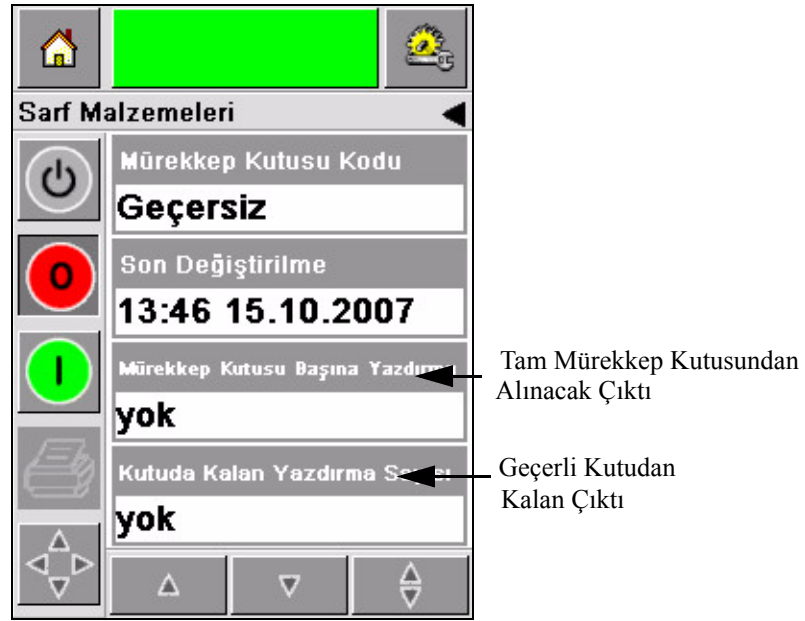 Sarf Malzemeleri
Mürekkep Kutusu Kodu
Geçersiz
Son Değiştirilme
13:46 15.10.2007
Mürekkep Kutusu Başına Yazdırma
yok
Kutuda Kalan Yazdırma Sayısı
yok
Tam Mürekkep Kutusundan
Alınacak Çıktı
Geçerli Kutudan
Kalan Çıktı